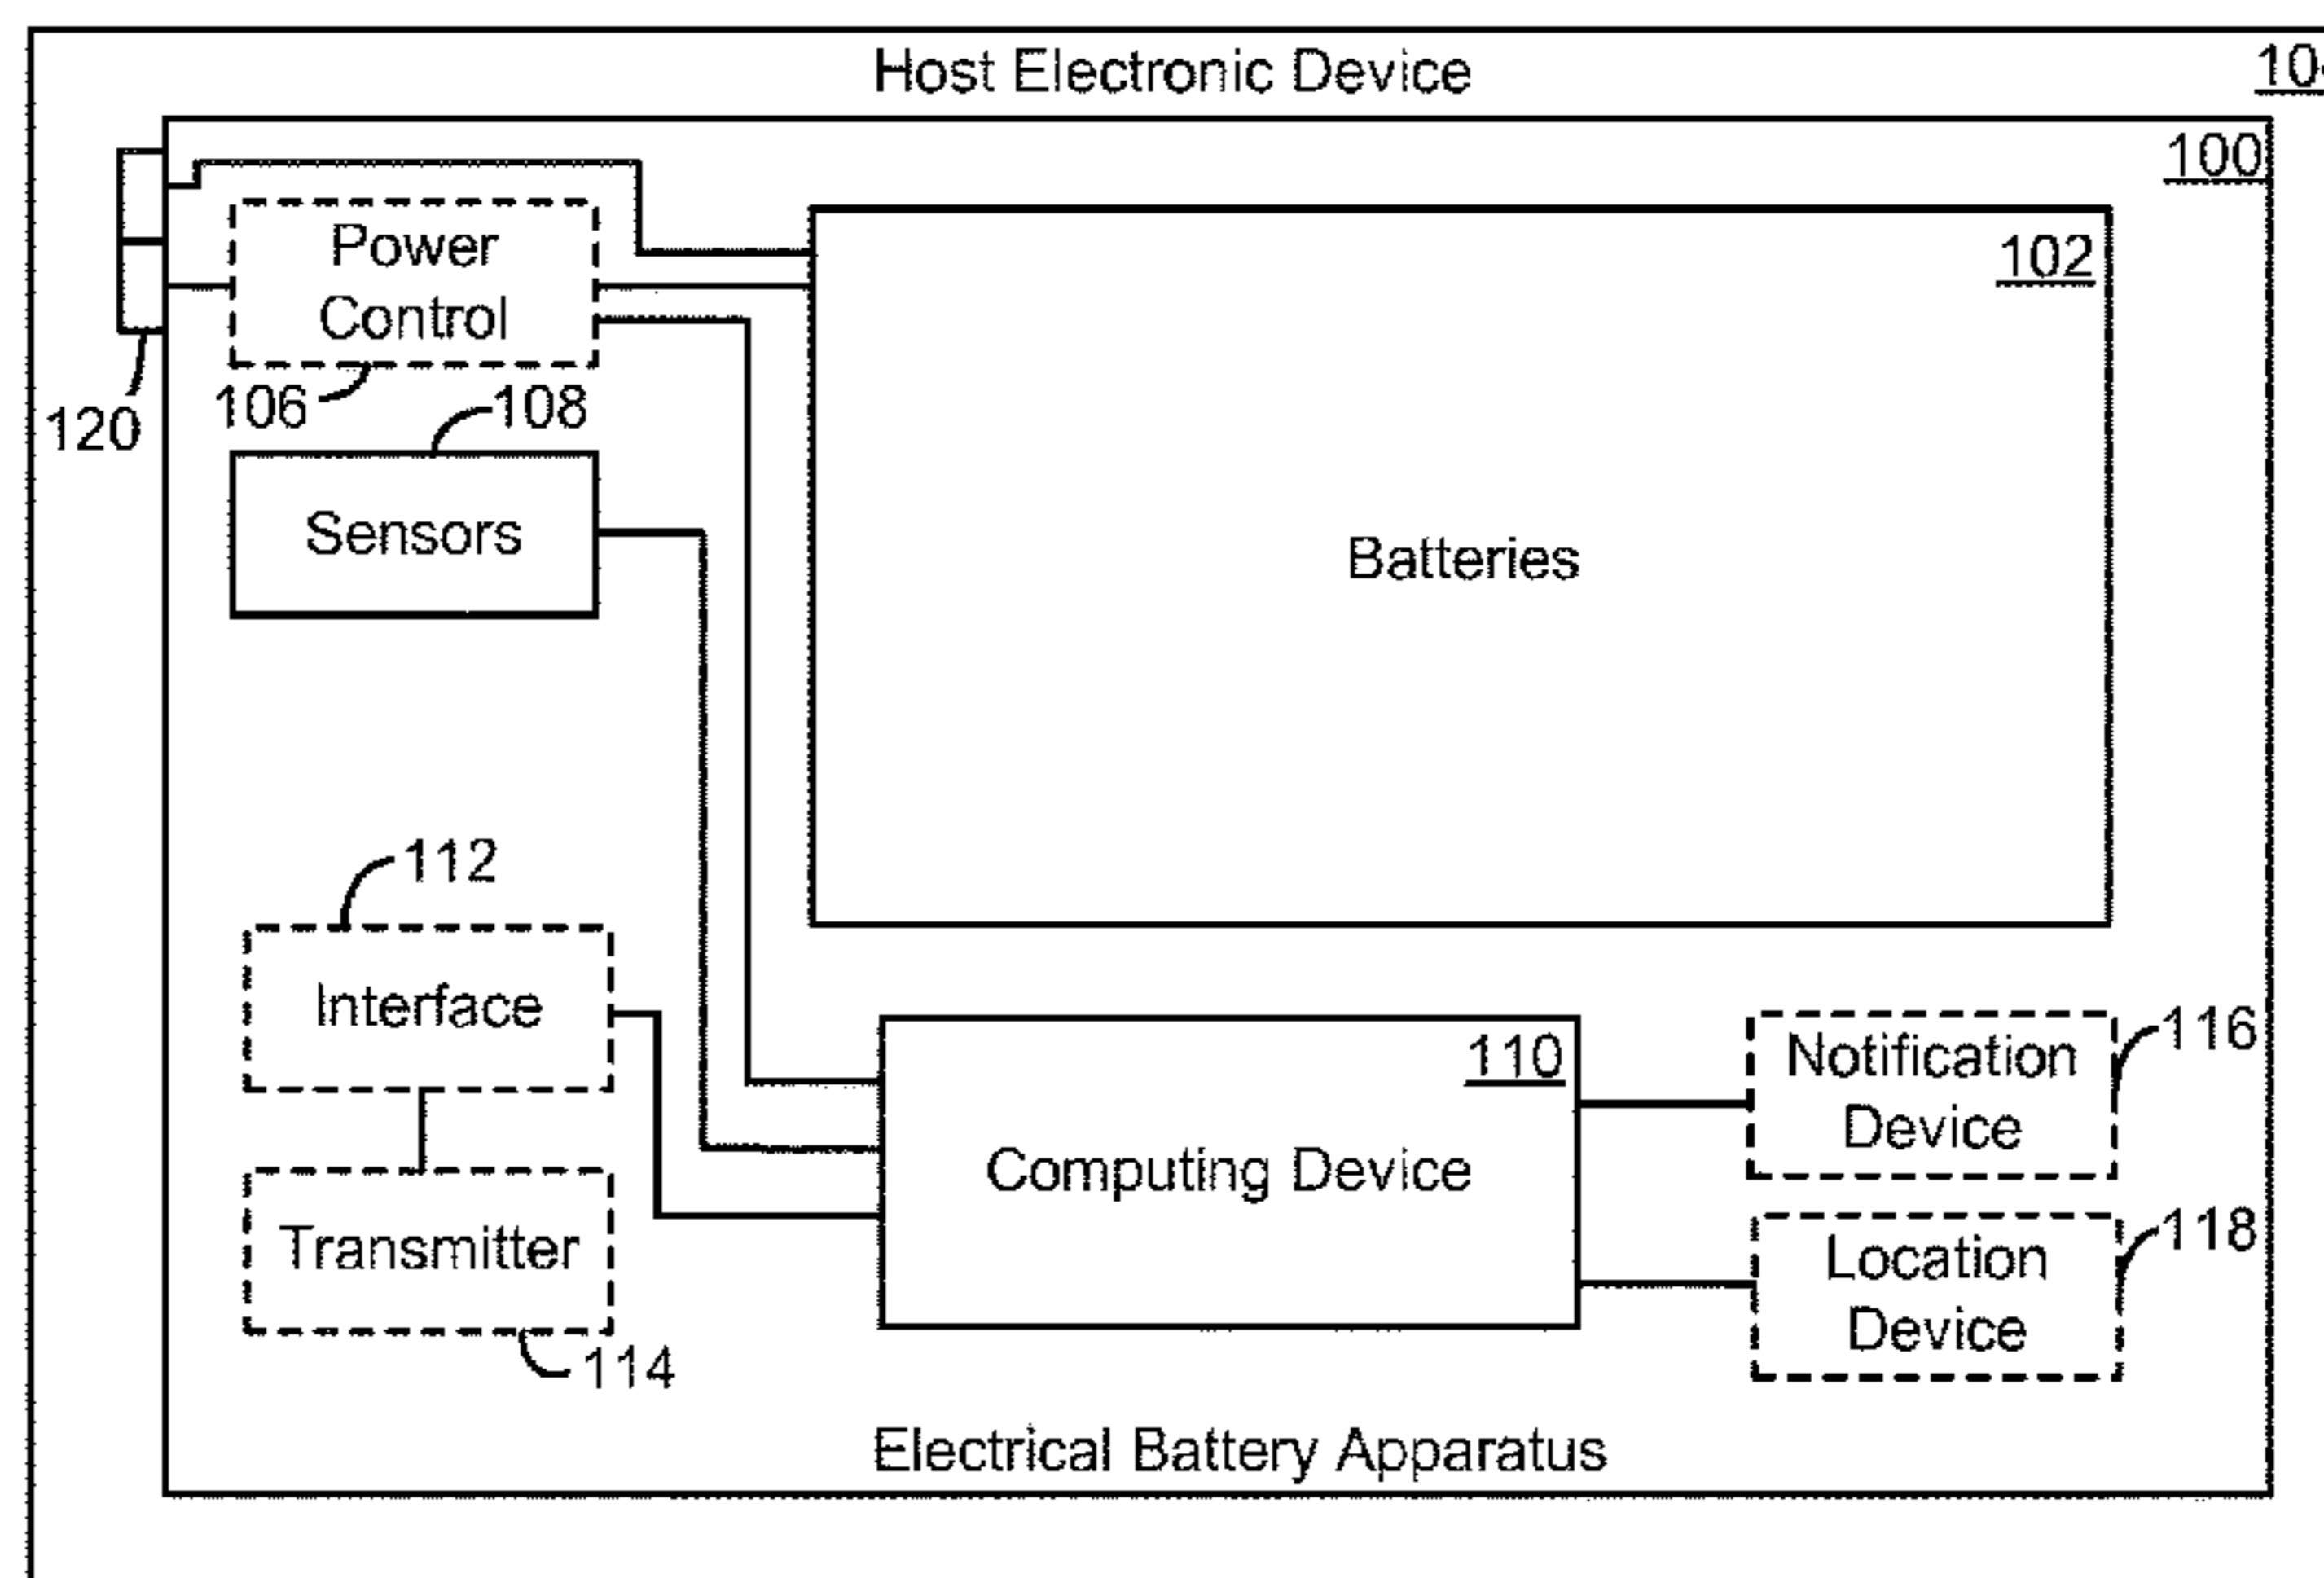 Host Electronic Device
100
102
Power
Control
106
108
120
Sensors
Batteries
112
Interface
110
116
Notification
Device
Computing Device
118
Transmitter
Location
Device
114
Electrical Battery Apparatus